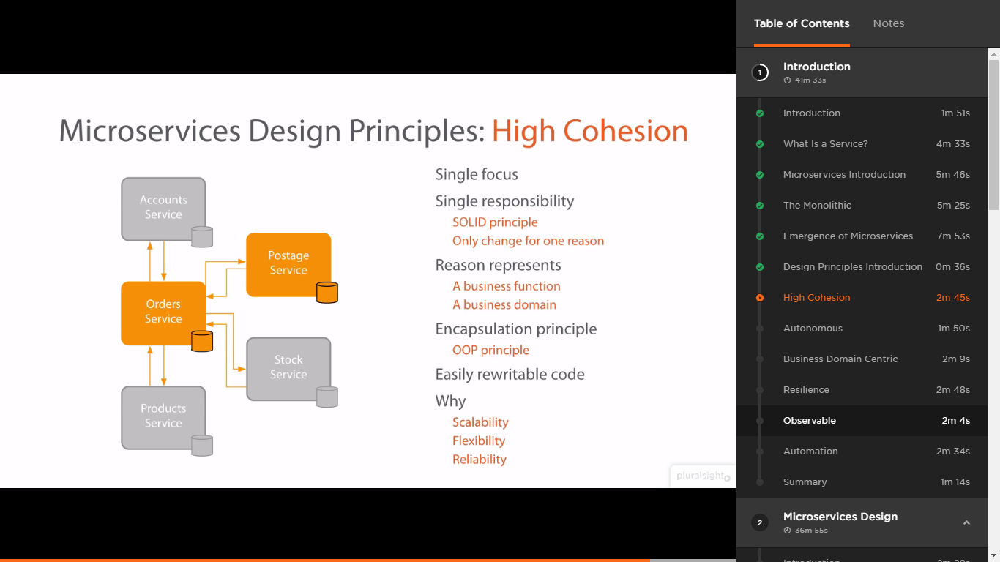 Microservices Design Principles: High Cohesion
Accounts
Service
Postage
Service
Orders
Service
Stock
Service
Products
Service
Single focus
Single responsibility
SOLID principle
Only change for one reason
Reason represents
A business function
A business domain
Encapsulation principle
OOP principle
Easily rewritable code
Why
Scalability
Flexibility
Reliability
pluralsight
Table of Contents Notes
1 Introduction
41m 33s
Introduction 1m 51s
What Is a Service? 4m 33s
Microservices Introduction 5m 46s
The Monolithic 5m 25s
Emergence of Microservices 7m 53s
Design Principles Introduction 0m 36s
High Cohesion 2m 45s
Autonomous 1m 50s
Business Domain Centric 2m 9s
Resilience 2m 48s
Observable 2m 4s
Automation 2m 34s
Summary 1m 14s
2 Microservices Design
36m 55s
Introduction